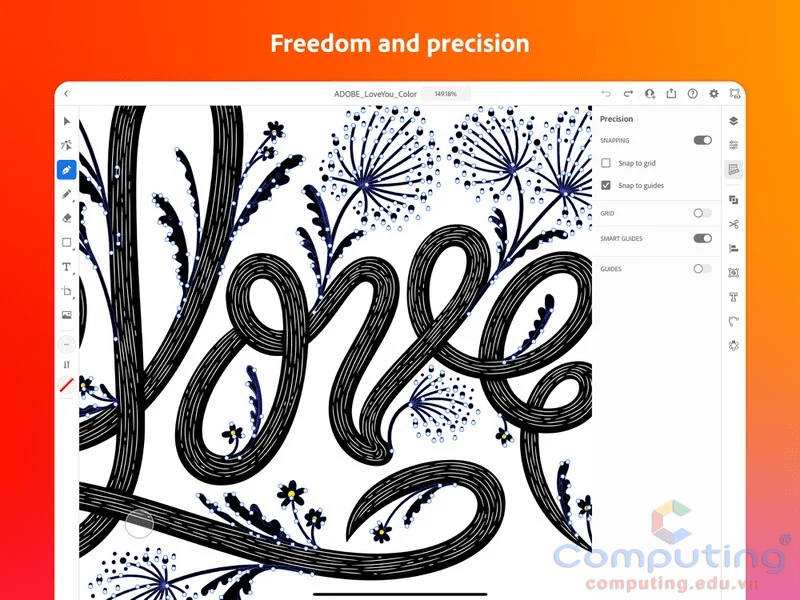 Freedom and precision
ADOBE_LoveYou_Color
149.18%
Precision
SNAPPING
Snap to grid
Snap to guides
GRID
SMART GUIDES
GUIDES
love
Computing
computing.edu.vn